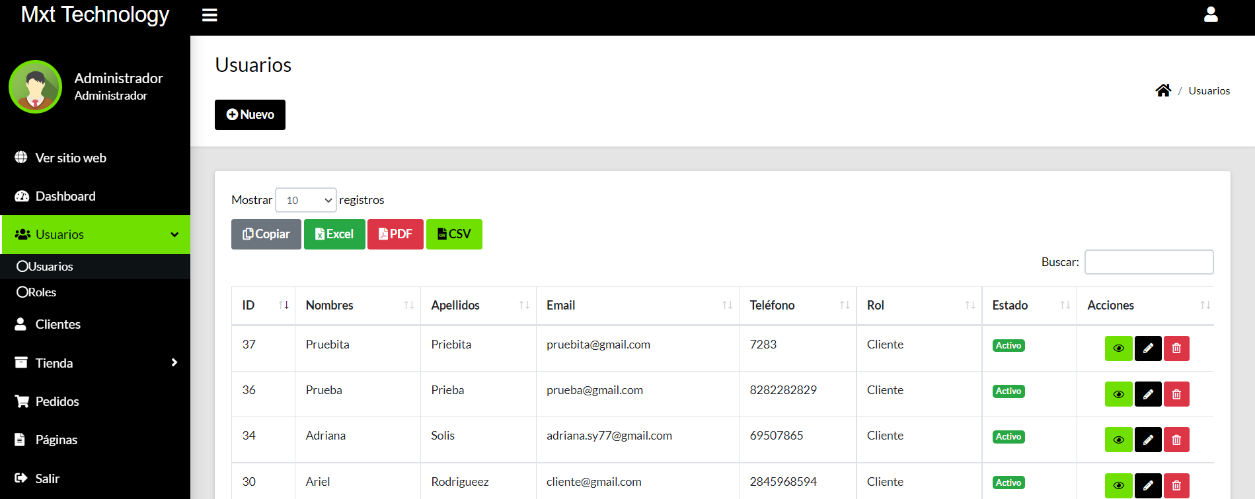 Mxt Technology
Administrador
Administrador
Ver sitio web
Dashboard
Usuarios
Usuarios
Roles
Clientes
Tienda
Pedidos
Páginas
Salir
Usuarios
Nuevo
/ Usuarios
Mostrar 10 registros
Copiar Excel PDF CSV
Buscar:
ID Nombres Apellidos Email Teléfono Rol Estado Acciones
37 Pruebita Priebita pruebita@gmail.com 7283 Cliente Activo
36 Prueba Prieba prueba@gmail.com 8282282829 Cliente Activo
34 Adriana Solis adriana.sy77@gmail.com 69507865 Cliente Activo
30 Ariel Rodrigueez cliente@gmail.com 2845968594 Cliente Activo